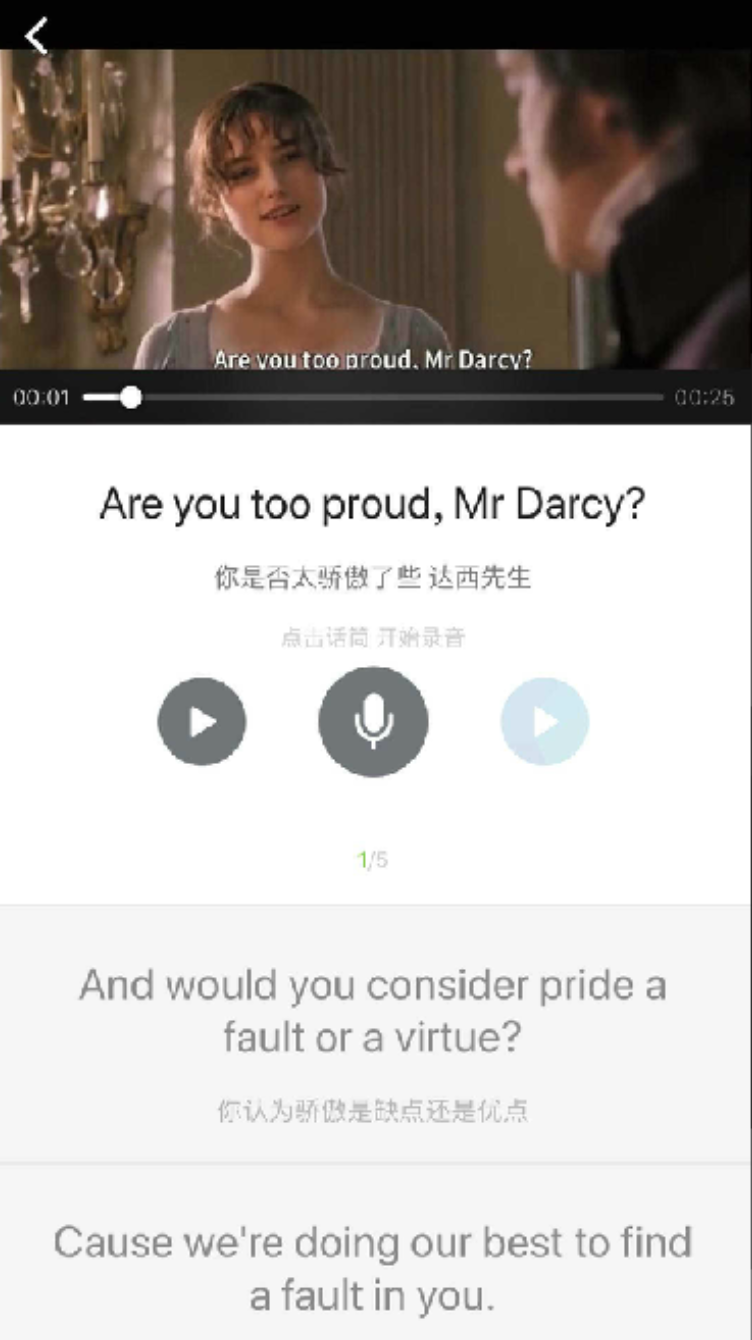 Are you too proud, Mr Darcy?
00:01
00:25
Are you too proud, Mr Darcy?
你是否太骄傲了些 达西先生
点击话筒 开始录音
1/5
And would you consider pride a
fault or a virtue?
你认为骄傲是缺点还是优点
Cause we're doing our best to find
a fault in you.